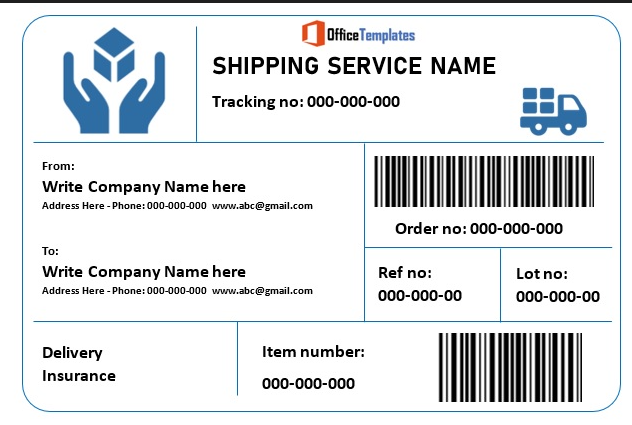 OfficeTemplates
SHIPPING SERVICE NAME
Tracking no: 000-000-000
From:
Write Company Name here
Address Here - Phone: 000-000-000 www.abc@gmail.com
To:
Write Company Name here
Address Here - Phone: 000-000-000 www.abc@gmail.com
Order no: 000-000-000
Ref no:
000-000-00
Lot no:
000-000-00
Delivery
Insurance
Item number:
000-000-000